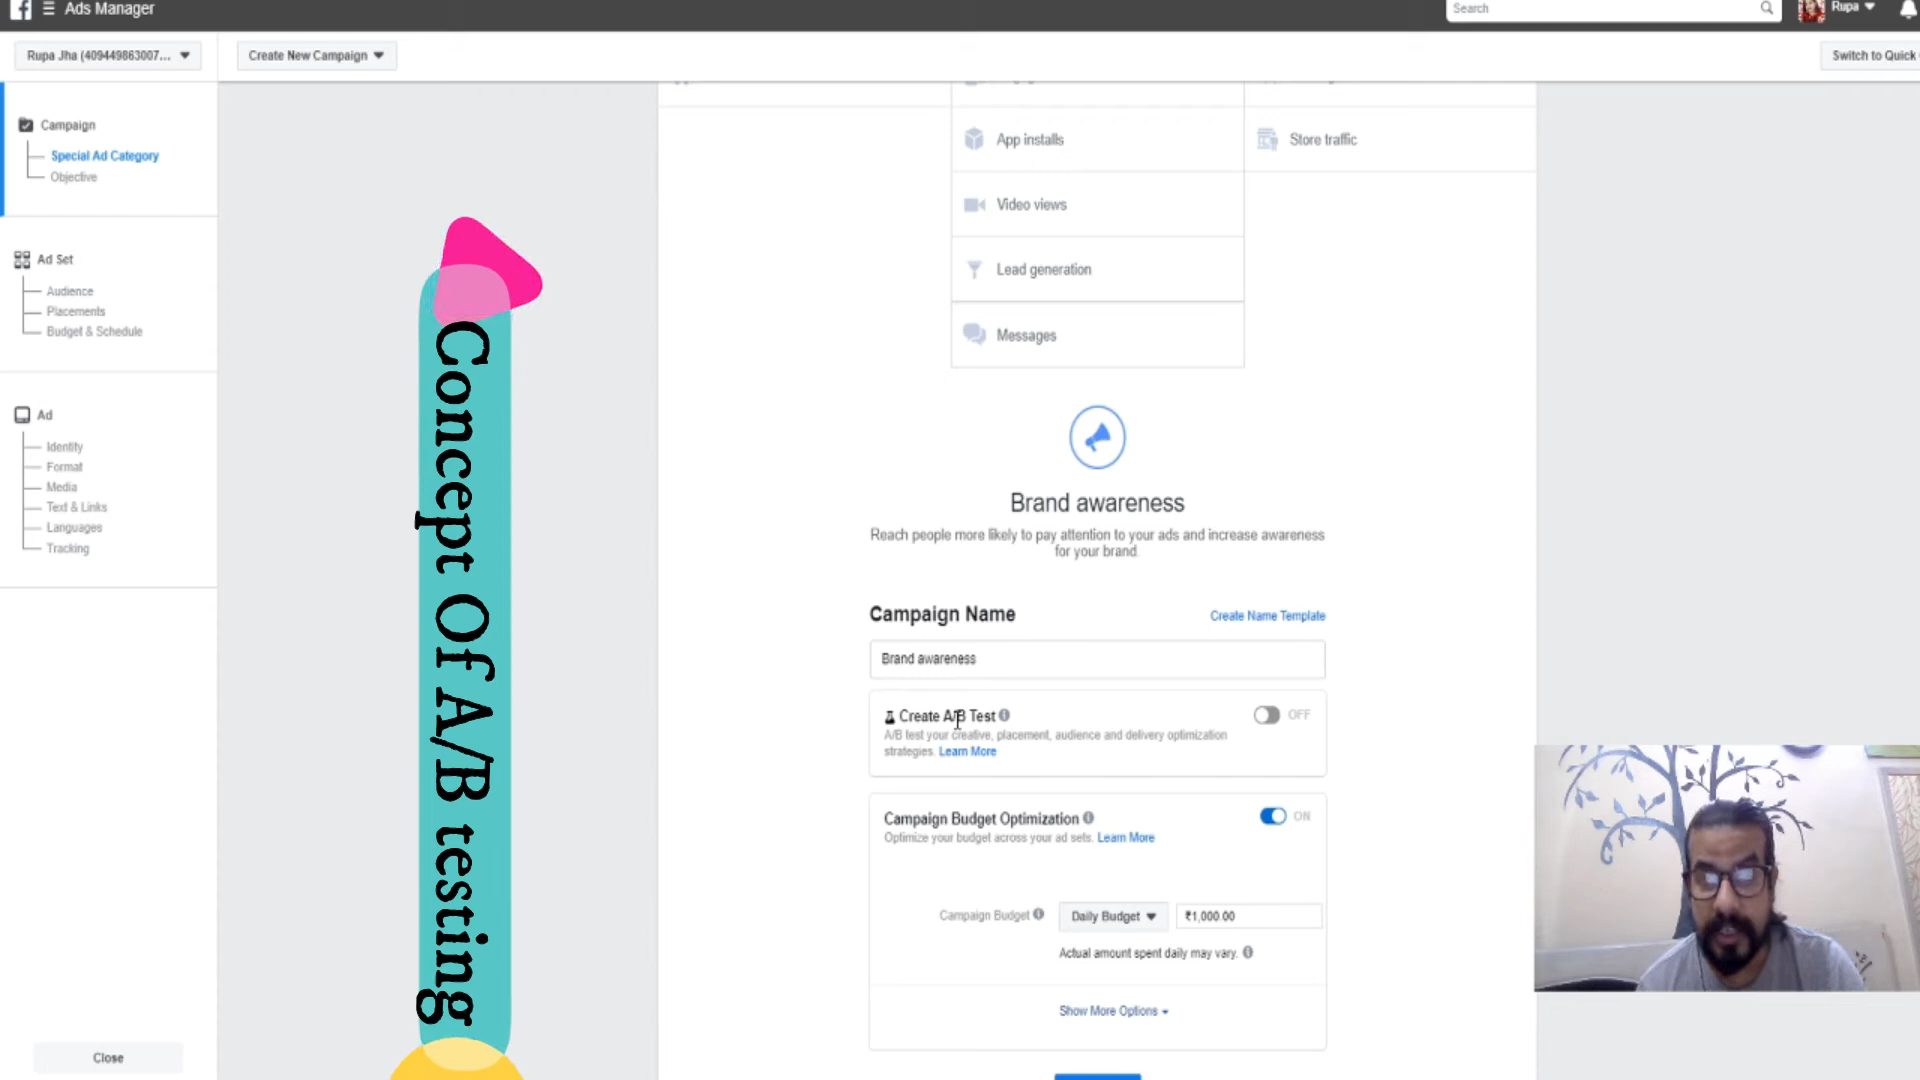 Ads Manager
Search
Rupa
Rupa Jha (409449863007...
Create New Campaign
Switch to Quick
Campaign
Special Ad Category
Objective
Ad Set
Audience
Placements
Budget & Schedule
Ad
Identity
Format
Media
Text & Links
Languages
Tracking
Close
Concept Of A/B testing
App installs
Store traffic
Video views
Lead generation
Messages
Brand awareness
Reach people more likely to pay attention to your ads and increase awareness
for your brand.
Campaign Name
Create Name Template
Brand awareness
Create A/B Test
OFF
A/B test your creative, placement, audience and delivery optimization
strategies. Learn More
Campaign Budget Optimization
ON
Optimize your budget across your ad sets. Learn More
Campaign Budget
Daily Budget
₹1,000.00
Actual amount spent daily may vary.
Show More Options